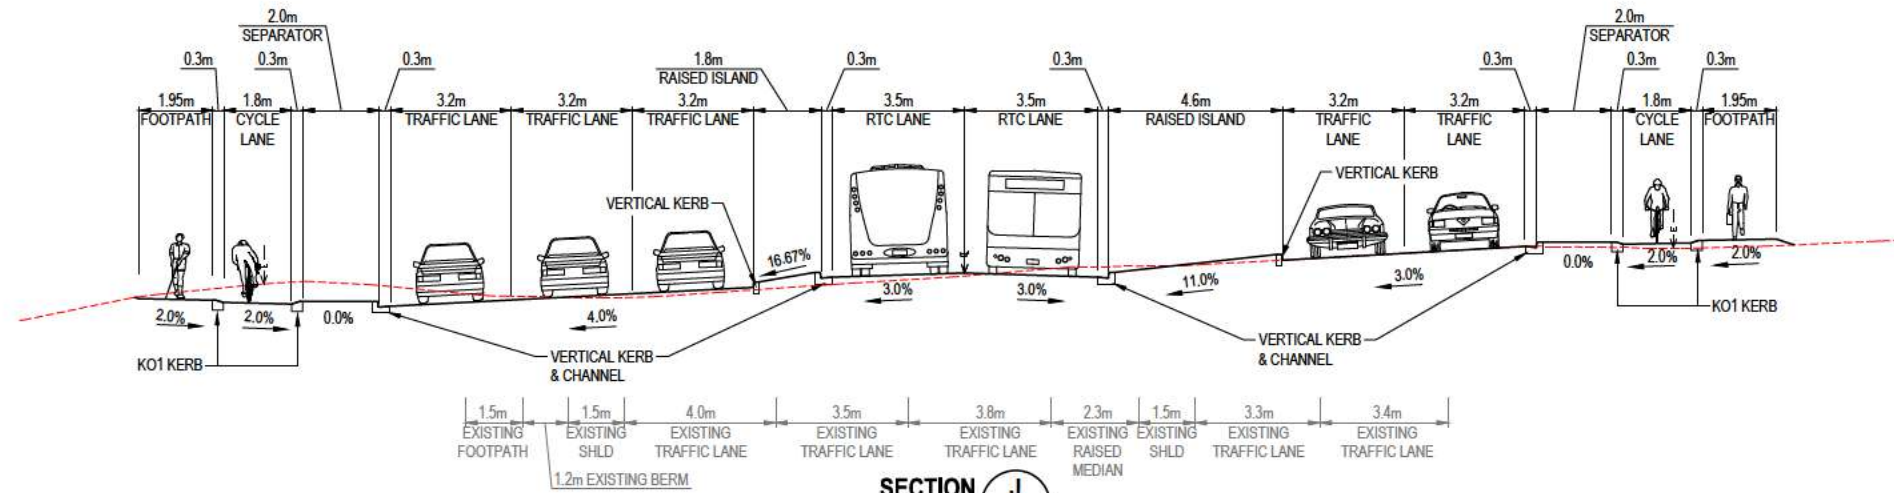 2.0m
SEPARATOR
2.0m
SEPARATOR
0.3m
0.3m
0.3m
1.8m
RAISED ISLAND
0.3m
0.3m
0.3m
0.3m
0.3m
1.95m
FOOTPATH
1.8m
CYCLE
LANE
3.2m
TRAFFIC LANE
3.2m
TRAFFIC LANE
3.2m
TRAFFIC LANE
3.5m
RTC LANE
3.5m
RTC LANE
4.6m
RAISED ISLAND
3.2m
TRAFFIC
LANE
3.2m
TRAFFIC
LANE
1.8m
CYCLE
LANE
1.95m
FOOTPATH
VERTICAL KERB
VERTICAL KERB
16.67%
2.0%
2.0%
0.0%
4.0%
3.0%
3.0%
11.0%
3.0%
0.0%
2.0%
2.0%
KO1 KERB
VERTICAL KERB
& CHANNEL
VERTICAL KERB
& CHANNEL
KO1 KERB
1.5m
EXISTING
FOOTPATH
1.2m EXISTING BERM
1.5m
EXISTING
SHLD
4.0m
EXISTING
TRAFFIC LANE
3.5m
EXISTING
TRAFFIC LANE
3.8m
EXISTING
TRAFFIC LANE
2.3m
EXISTING
RAISED
MEDIAN
1.5m
EXISTING
SHLD
3.3m
EXISTING
TRAFFIC LANE
3.4m
EXISTING
TRAFFIC LANE
SECTION